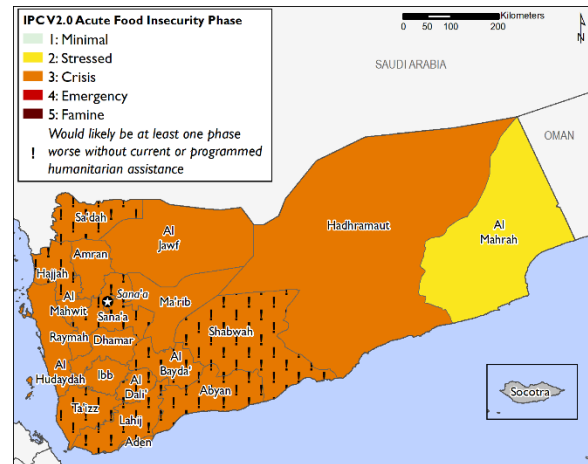 IPC V2.0 Acute Food Insecurity Phase
1: Minimal
2: Stressed
3: Crisis
4: Emergency
5: Famine
Would likely be at least one phase
! worse without current or programmed
humanitarian assistance
Kilometers
0 50 100 200
N
SAUDI ARABIA
OMAN
Sa'dah
Al
Jawf
Hadhramaut
Al
Mahrah
Amran
Hajjah
Al
Mahwit
Sana'a
Sana'a
Ma'rib
Shabwah
Raymah
Dhamar
Al
Hudaydah
Ibb
Al
Bayda'
Al
Dali'
Abyan
Ta'izz
Lahij
Aden
Socotra